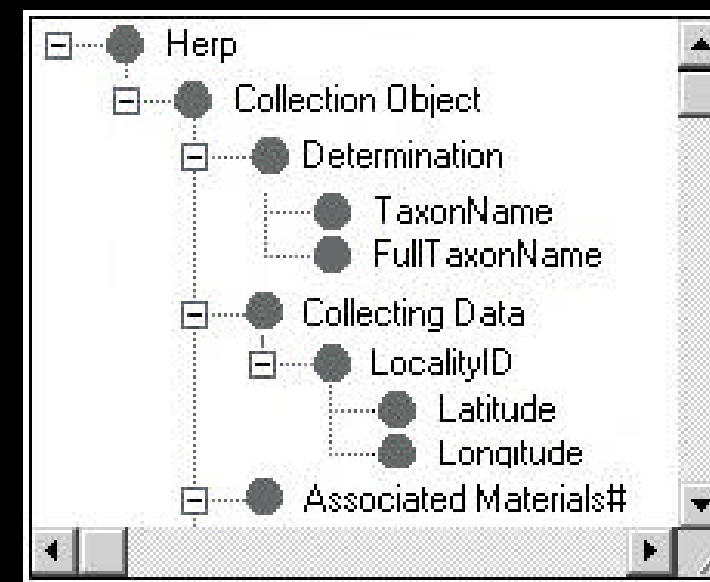 Herp
Collection Object
Determination
TaxonName
FullTaxonName
Collecting Data
LocalityID
Latitude
Longitude
Associated Materials#